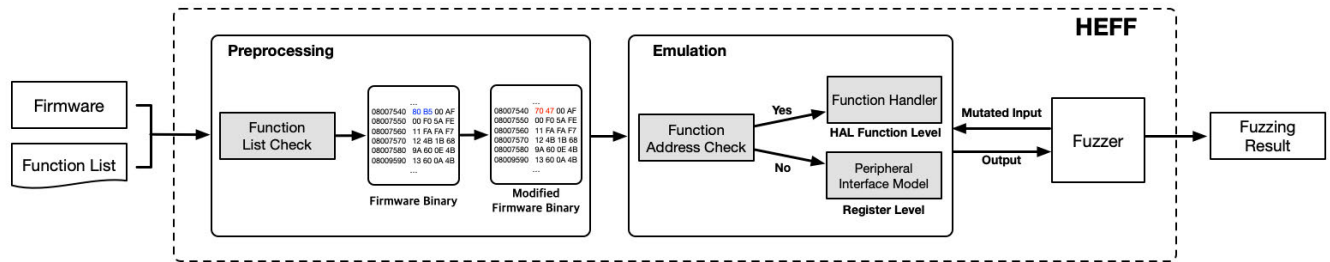 HEFF
Firmware
Function List
Preprocessing
Function
List Check
...
08007540 80 B5 00 AF
08007550 00 F0 5A FE
08007560 11 FA FA F7
08007570 12 4B 1B 68
08007580 9A 60 0E 4B
08009590 13 60 0A 4B
...
Firmware Binary
...
08007540 70 47 00 AF
08007550 00 F0 5A FE
08007560 11 FA FA F7
08007570 12 4B 1B 68
08007580 9A 60 0E 4B
08009590 13 60 0A 4B
...
Modified
Firmware Binary
Emulation
Function
Address Check
Yes
No
Function Handler
HAL Function Level
Peripheral
Interface Model
Register Level
Mutated Input
Output
Fuzzer
Fuzzing
Result